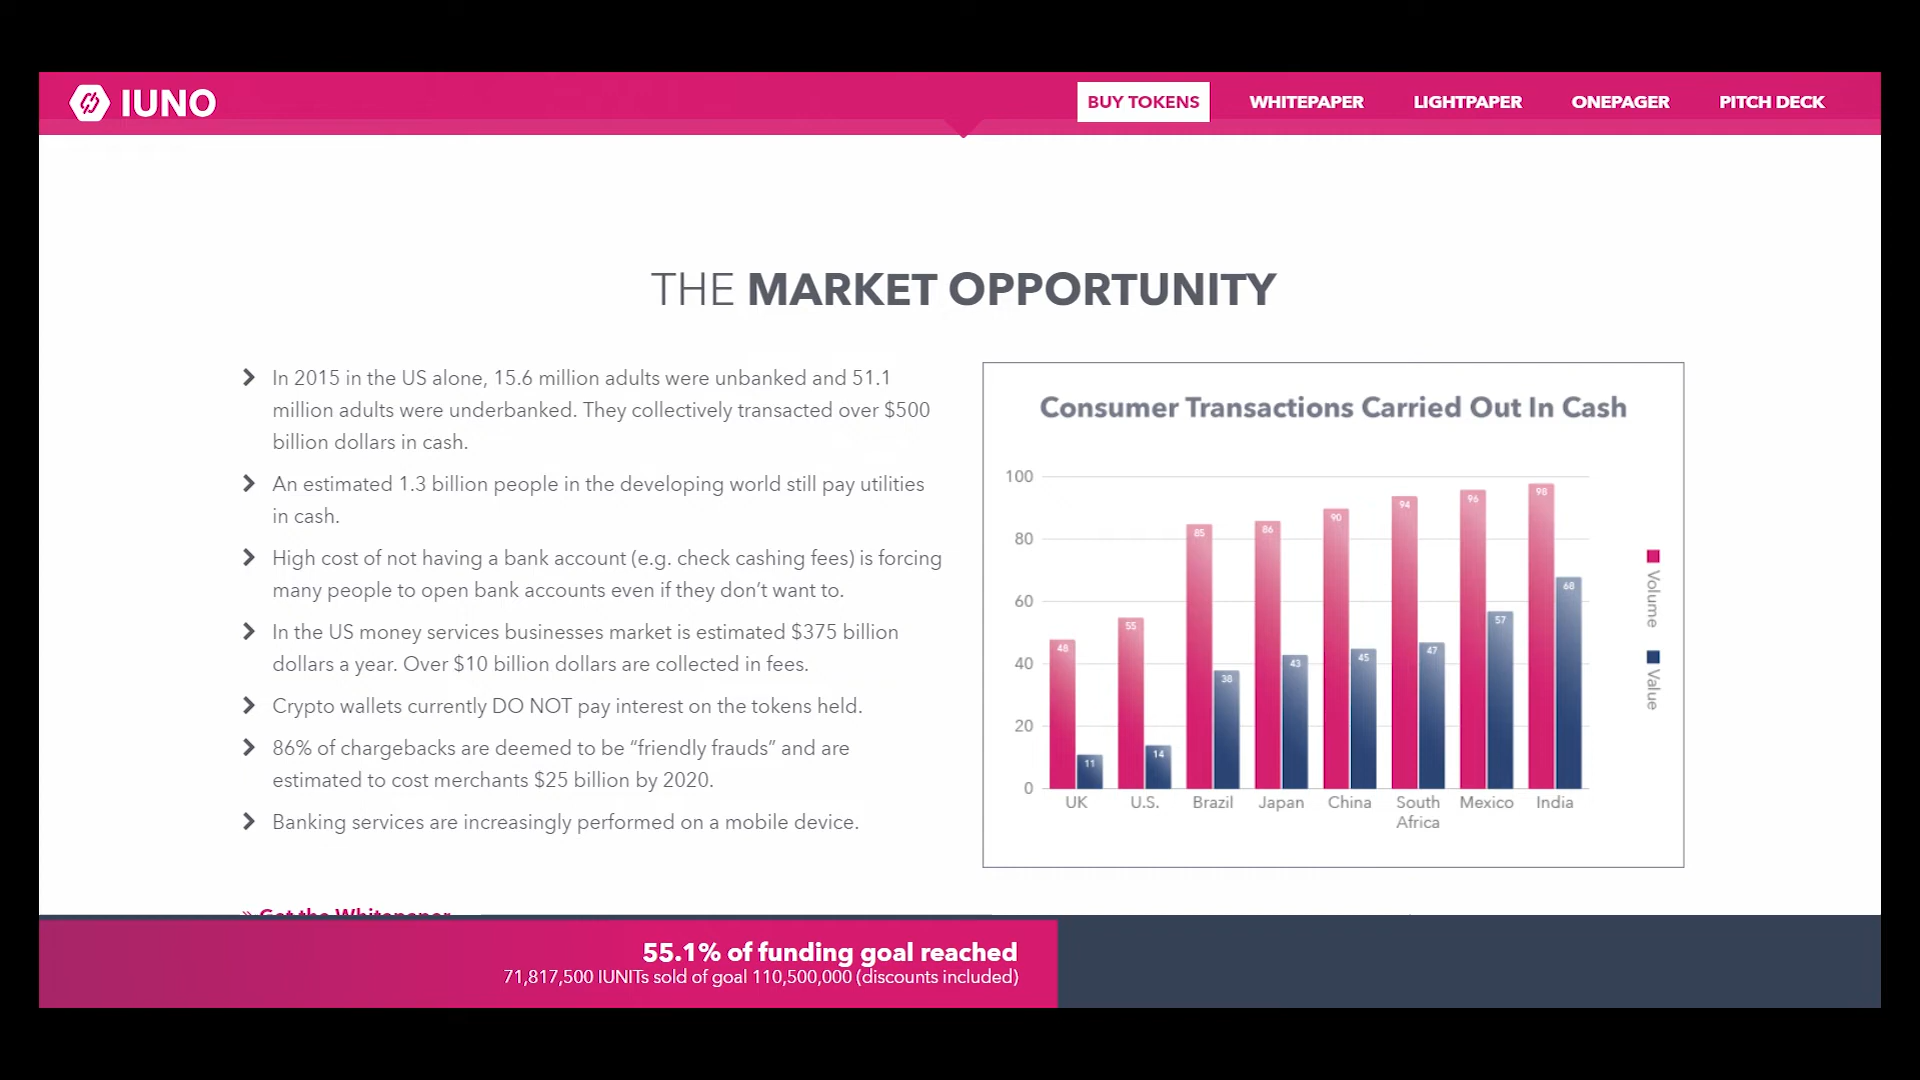 IUNO
BUY TOKENS
WHITEPAPER
LIGHTPAPER
ONEPAGER
PITCH DECK
THE MARKET OPPORTUNITY
In 2015 in the US alone, 15.6 million adults were unbanked and 51.1
million adults were underbanked. They collectively transacted over $500
billion dollars in cash.
An estimated 1.3 billion people in the developing world still pay utilities
in cash.
High cost of not having a bank account (e.g. check cashing fees) is forcing
many people to open bank accounts even if they don’t want to.
In the US money services businesses market is estimated $375 billion
dollars a year. Over $10 billion dollars are collected in fees.
Crypto wallets currently DO NOT pay interest on the tokens held.
86% of chargebacks are deemed to be “friendly frauds” and are
estimated to cost merchants $25 billion by 2020.
Banking services are increasingly performed on a mobile device.
» Get the Whitepaper
Consumer Transactions Carried Out In Cash
100
80
60
40
20
0
48
11
55
14
85
38
86
43
90
45
94
47
96
57
98
68
UK
U.S.
Brazil
Japan
China
South
Africa
Mexico
India
Volume
Value
55.1% of funding goal reached
71,817,500 IUNITs sold of goal 110,500,000 (discounts included)